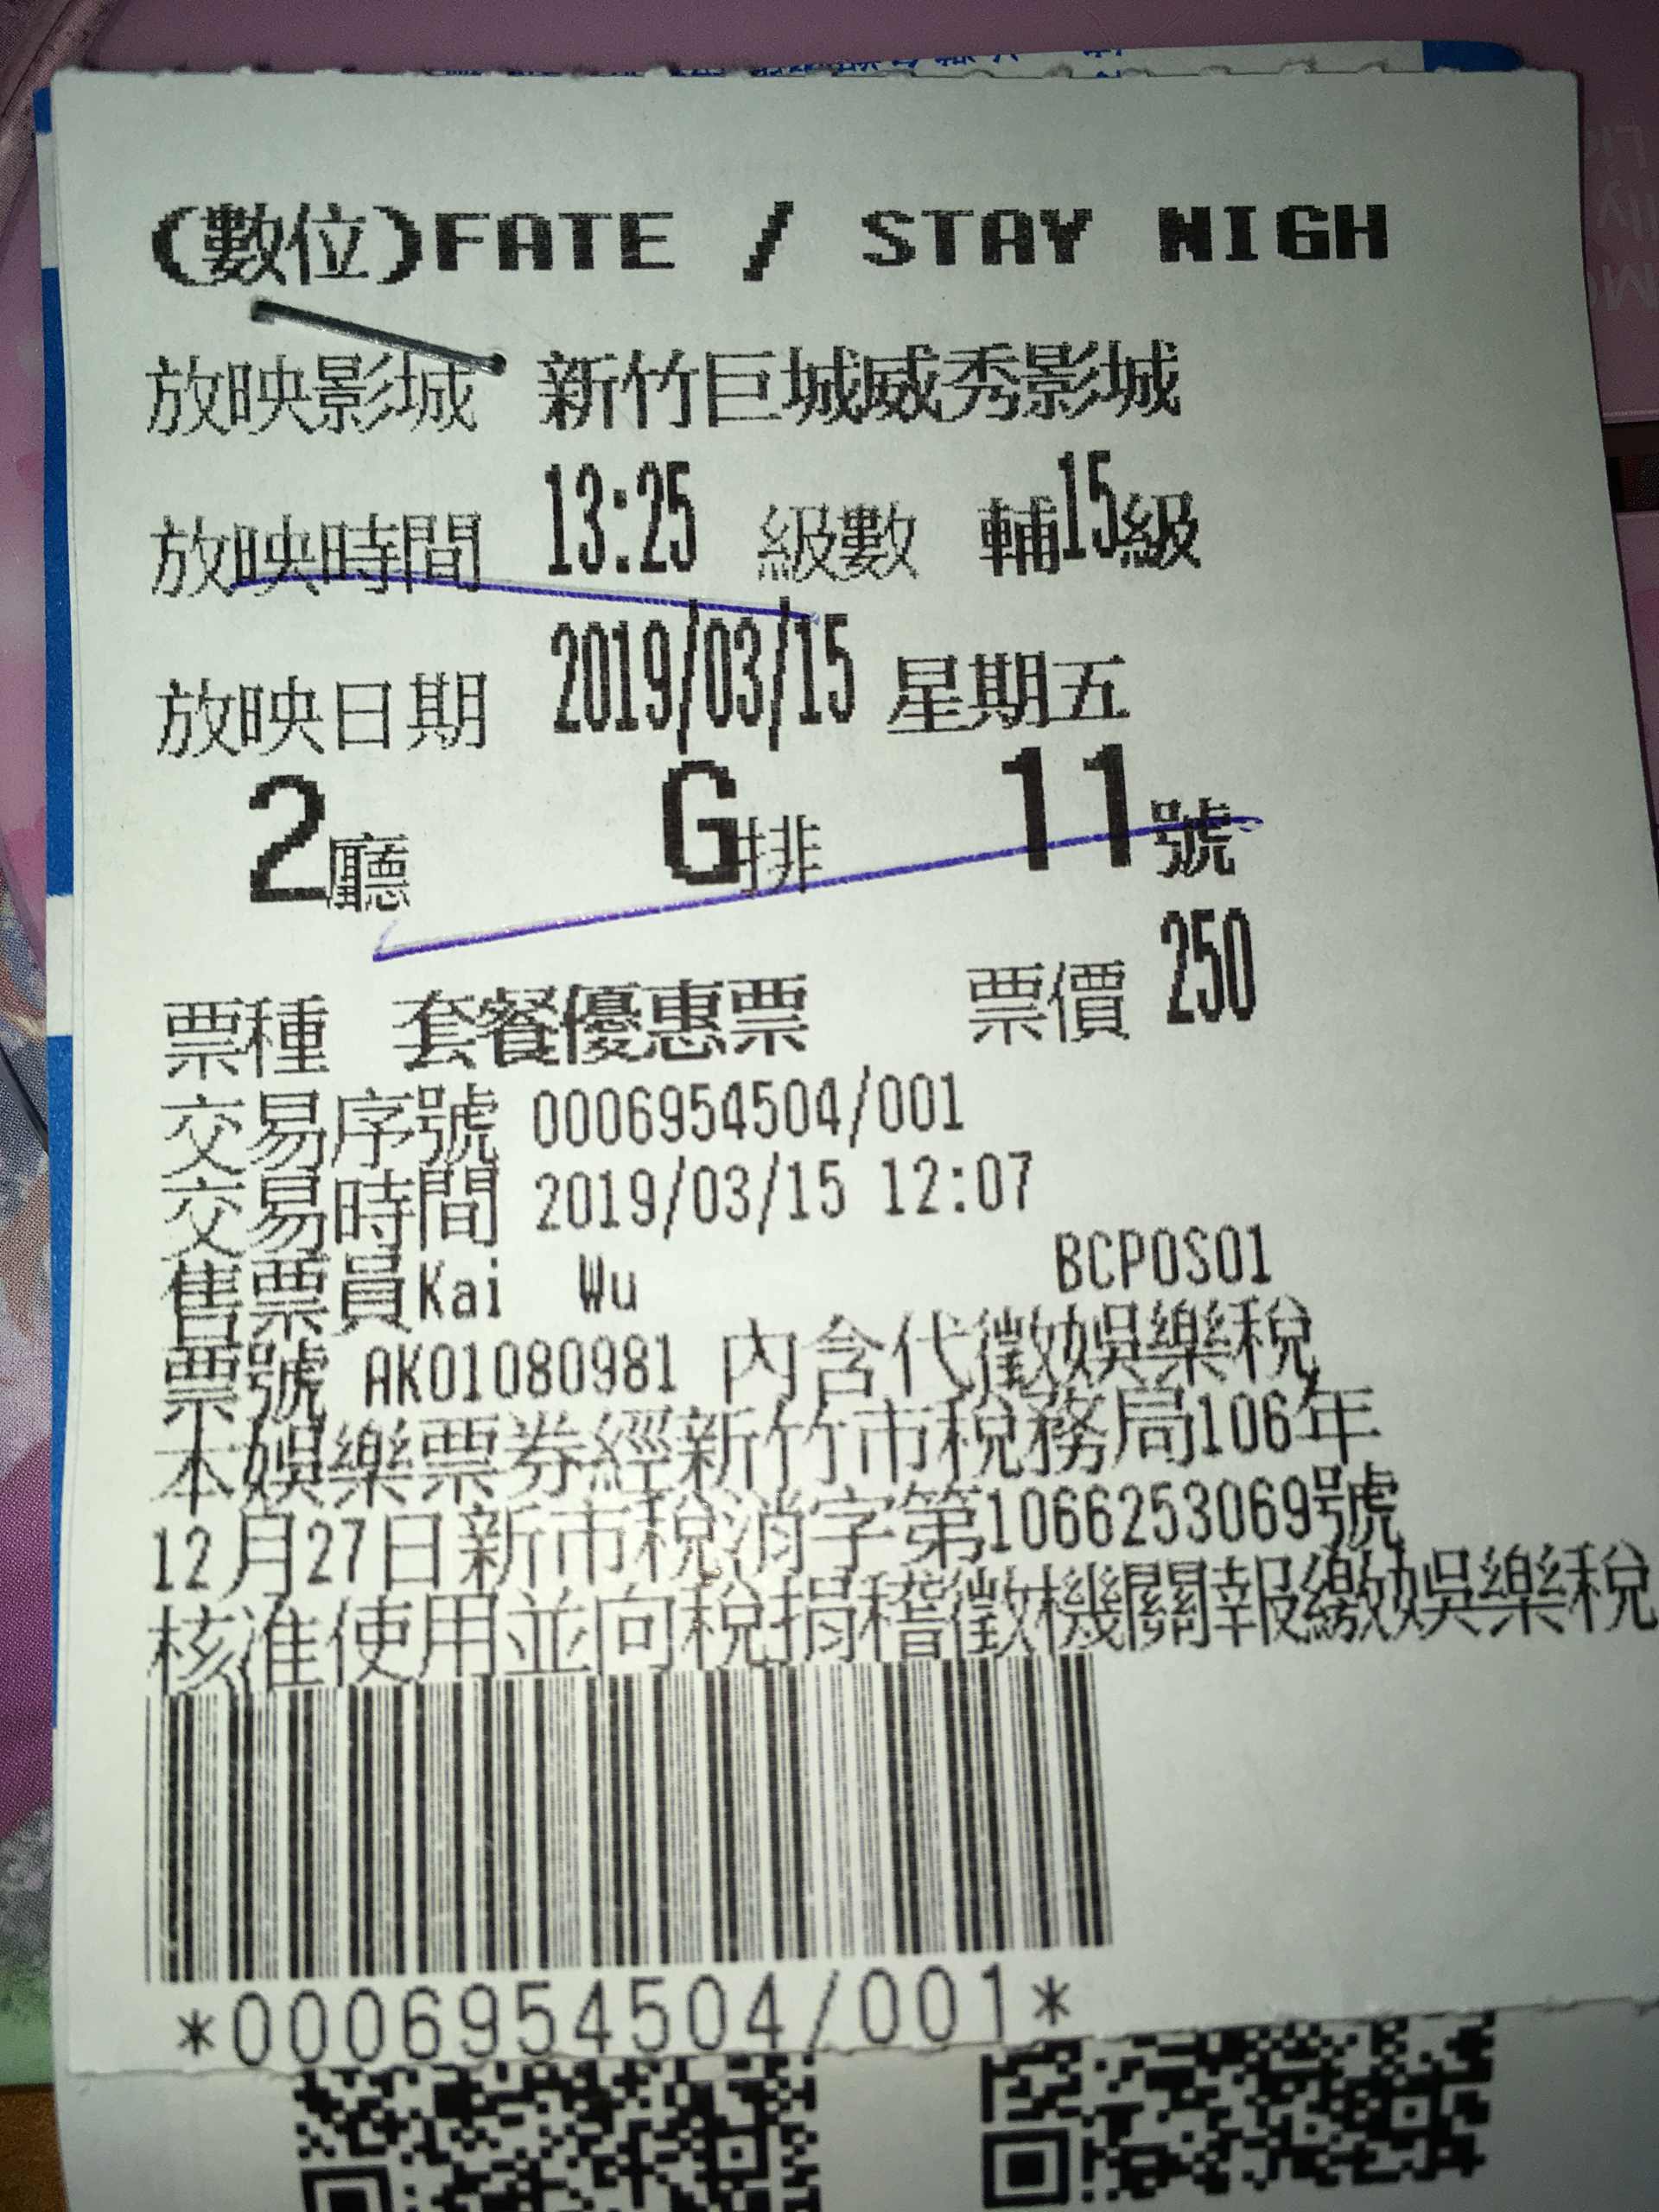 (數位)FATE / STAY NIGH
放映影城 新竹巨城威秀影城
放映時間 13:25 級數 輔15級
放映日期 2019/03/15 星期五
2廳 G排 11號
票種 套餐優惠票 票價 250
交易序號 0006954504/001
交易時間 2019/03/15 12:07
售票員Kai Wu BCPOS01
票號 AK01080981 內含代徵娛樂稅
本娛樂票券經新竹市稅務局106年
12月27日新市稅消字第1066253069號
核准使用並向稅捐稽徵機關報繳娛樂稅
*0006954504/001*